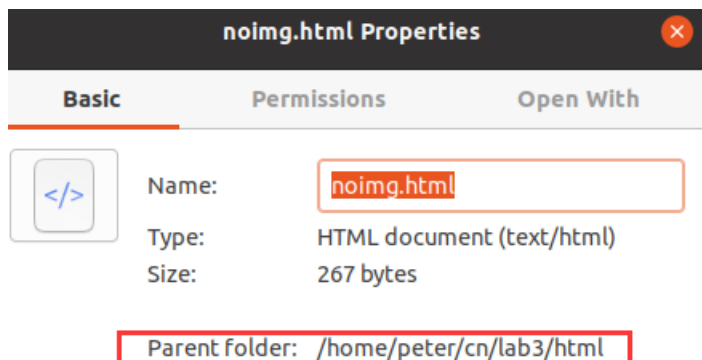 noimg.html Properties
Basic Permissions Open With
Name: noimg.html
Type: HTML document (text/html)
Size: 267 bytes
Parent folder: /home/peter/cn/lab3/html